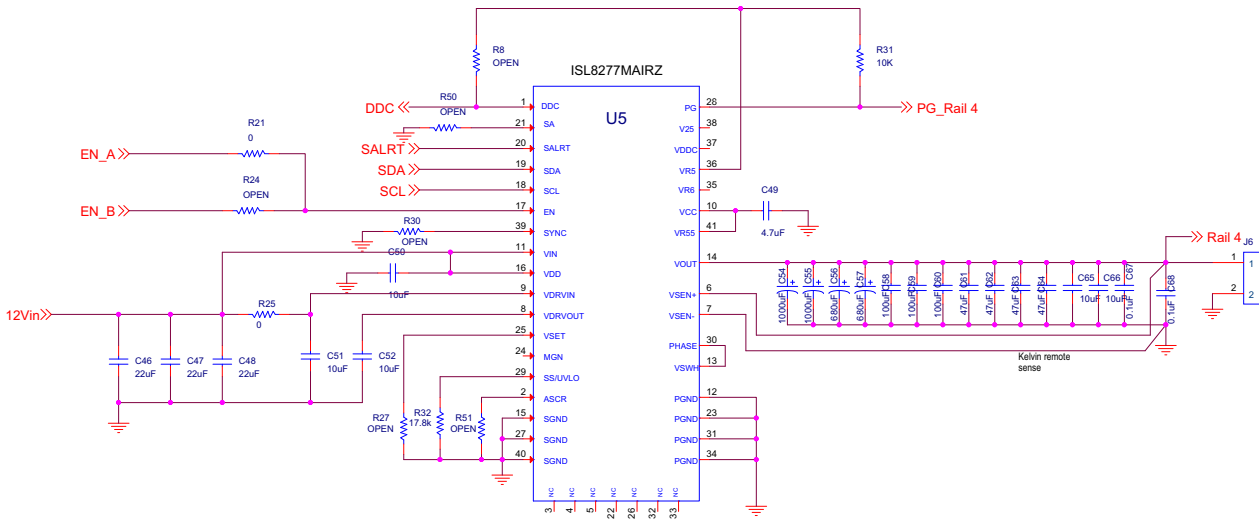 R8
OPEN
R31
10K
ISL8277MAIRZ
U5
DDC
1
DDC
PG
28
PG_Rail 4
R50
OPEN
21
SA
V25
38
SALRT
20
SALRT
VDDC
37
R21
0
EN_A
SDA
19
SDA
VR5
36
SCL
18
SCL
VR6
35
R24
OPEN
EN_B
17
EN
VCC
10
C49
4.7uF
R30
OPEN
39
SYNC
VR55
41
11
VIN
VOUT
14
Rail 4
J6
1
1
2
2
C50
10uF
16
VDD
9
VDRVIN
VSEN+
6
12Vin
R25
0
8
VDRVOUT
VSEN-
7
C54
1000uF
C55
1000uF
C56
680uF
C57
680uF
C58
100uF
C59
100uF
C60
100uF
C61
47uF
C62
47uF
C63
47uF
C64
47uF
C65
10uF
C66
10uF
C67
0.1uF
C68
0.1uF
25
VSET
PHASE
30
24
MGN
VSWH
13
Kelvin remote
sense
C46
22uF
C47
22uF
C48
22uF
C51
10uF
C52
10uF
29
SS/UVLO
2
ASCR
PGND
12
R27
OPEN
R32
17.8k
R51
OPEN
15
SGND
PGND
23
27
SGND
PGND
31
40
SGND
PGND
34
NC
NC
NC
NC
NC
NC
NC
3
4
5
22
26
32
33